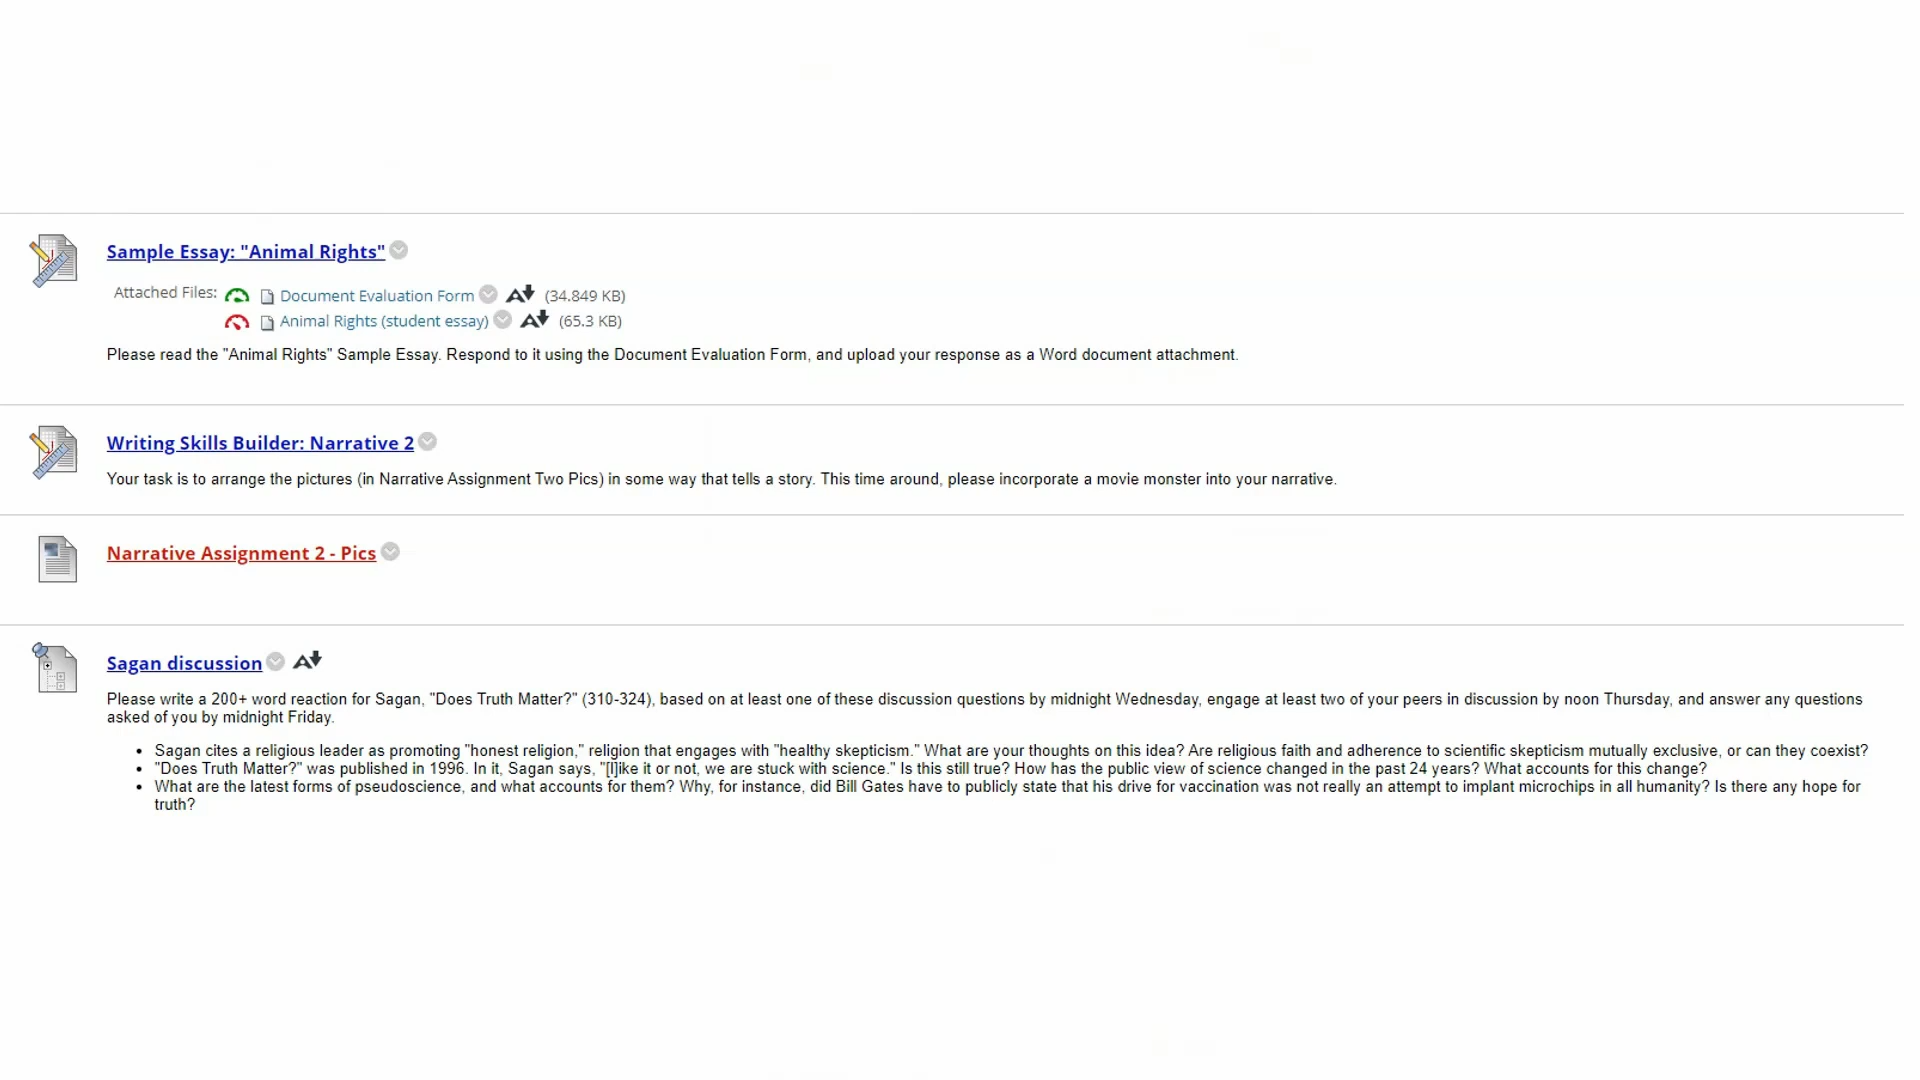 Sample Essay: "Animal Rights"
Attached Files: Document Evaluation Form (34.849 KB)
Animal Rights (student essay) (65.3 KB)
Please read the "Animal Rights" Sample Essay. Respond to it using the Document Evaluation Form, and upload your response as a Word document attachment.
Writing Skills Builder: Narrative 2
Your task is to arrange the pictures (in Narrative Assignment Two Pics) in some way that tells a story. This time around, please incorporate a movie monster into your narrative.
Narrative Assignment 2 - Pics
Sagan discussion
Please write a 200+ word reaction for Sagan, "Does Truth Matter?" (310-324), based on at least one of these discussion questions by midnight Wednesday, engage at least two of your peers in discussion by noon Thursday, and answer any questions
asked of you by midnight Friday.
• Sagan cites a religious leader as promoting "honest religion," religion that engages with "healthy skepticism." What are your thoughts on this idea? Are religious faith and adherence to scientific skepticism mutually exclusive, or can they coexist?
• "Does Truth Matter?" was published in 1996. In it, Sagan says, "[l]ike it or not, we are stuck with science." Is this still true? How has the public view of science changed in the past 24 years? What accounts for this change?
• What are the latest forms of pseudoscience, and what accounts for them? Why, for instance, did Bill Gates have to publicly state that his drive for vaccination was not really an attempt to implant microchips in all humanity? Is there any hope for
truth?